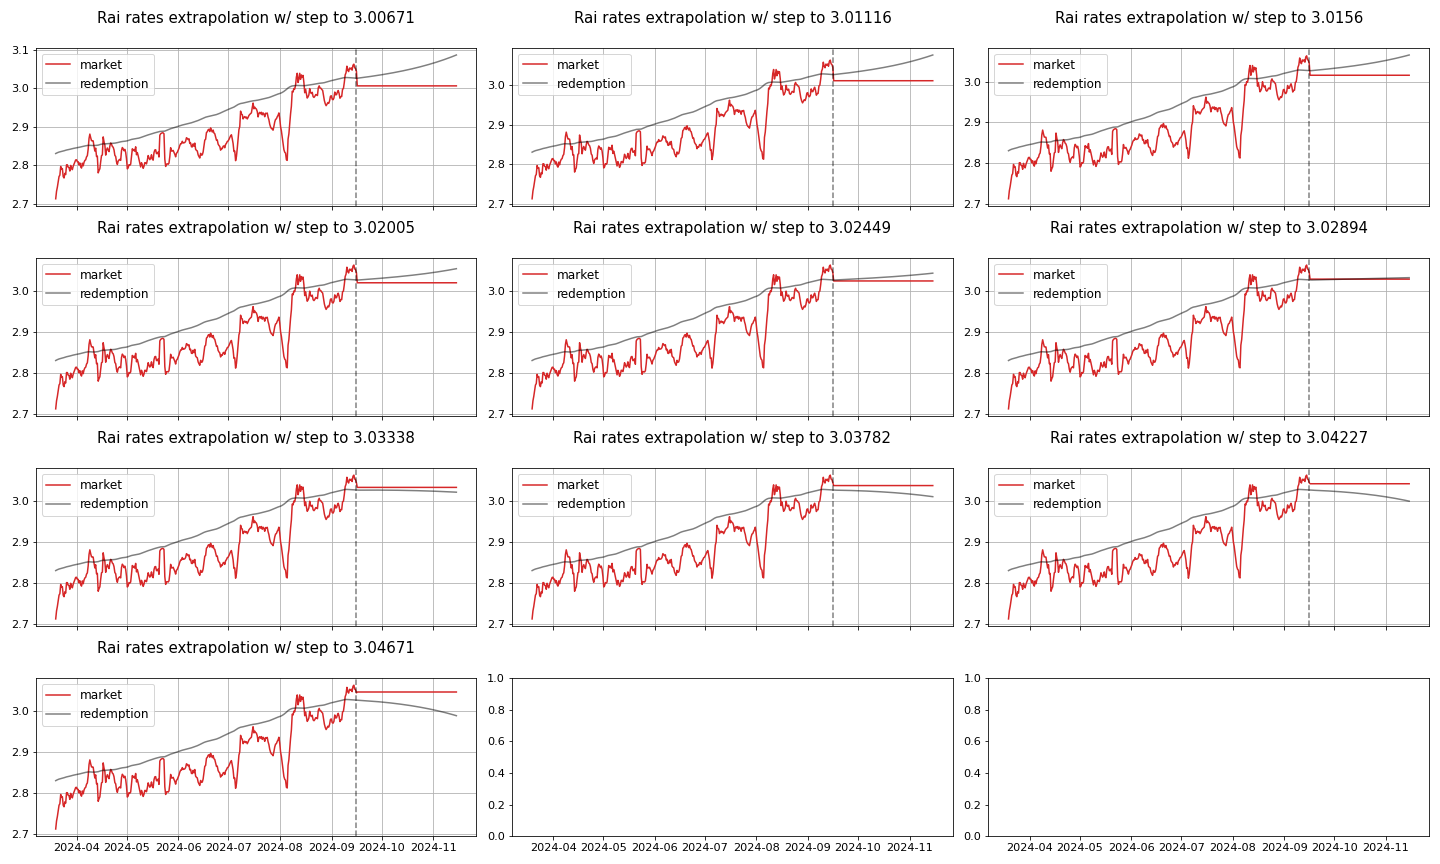 Rai rates extrapolation w/ step to 3.00671
Rai rates extrapolation w/ step to 3.01116
Rai rates extrapolation w/ step to 3.0156
market
redemption
3.1
3.0
2.9
2.8
2.7
market
redemption
3.0
2.9
2.8
2.7
market
redemption
3.0
2.9
2.8
2.7
Rai rates extrapolation w/ step to 3.02005
Rai rates extrapolation w/ step to 3.02449
Rai rates extrapolation w/ step to 3.02894
market
redemption
3.0
2.9
2.8
2.7
market
redemption
3.0
2.9
2.8
2.7
market
redemption
3.0
2.9
2.8
2.7
Rai rates extrapolation w/ step to 3.03338
Rai rates extrapolation w/ step to 3.03782
Rai rates extrapolation w/ step to 3.04227
market
redemption
3.0
2.9
2.8
2.7
market
redemption
3.0
2.9
2.8
2.7
market
redemption
3.0
2.9
2.8
2.7
Rai rates extrapolation w/ step to 3.04671
market
redemption
3.0
2.9
2.8
2.7
2024-04 2024-05 2024-06 2024-07 2024-08 2024-09 2024-10 2024-11
1.0
0.8
0.6
0.4
0.2
0.0
2024-04 2024-05 2024-06 2024-07 2024-08 2024-09 2024-10 2024-11
1.0
0.8
0.6
0.4
0.2
0.0
2024-04 2024-05 2024-06 2024-07 2024-08 2024-09 2024-10 2024-11